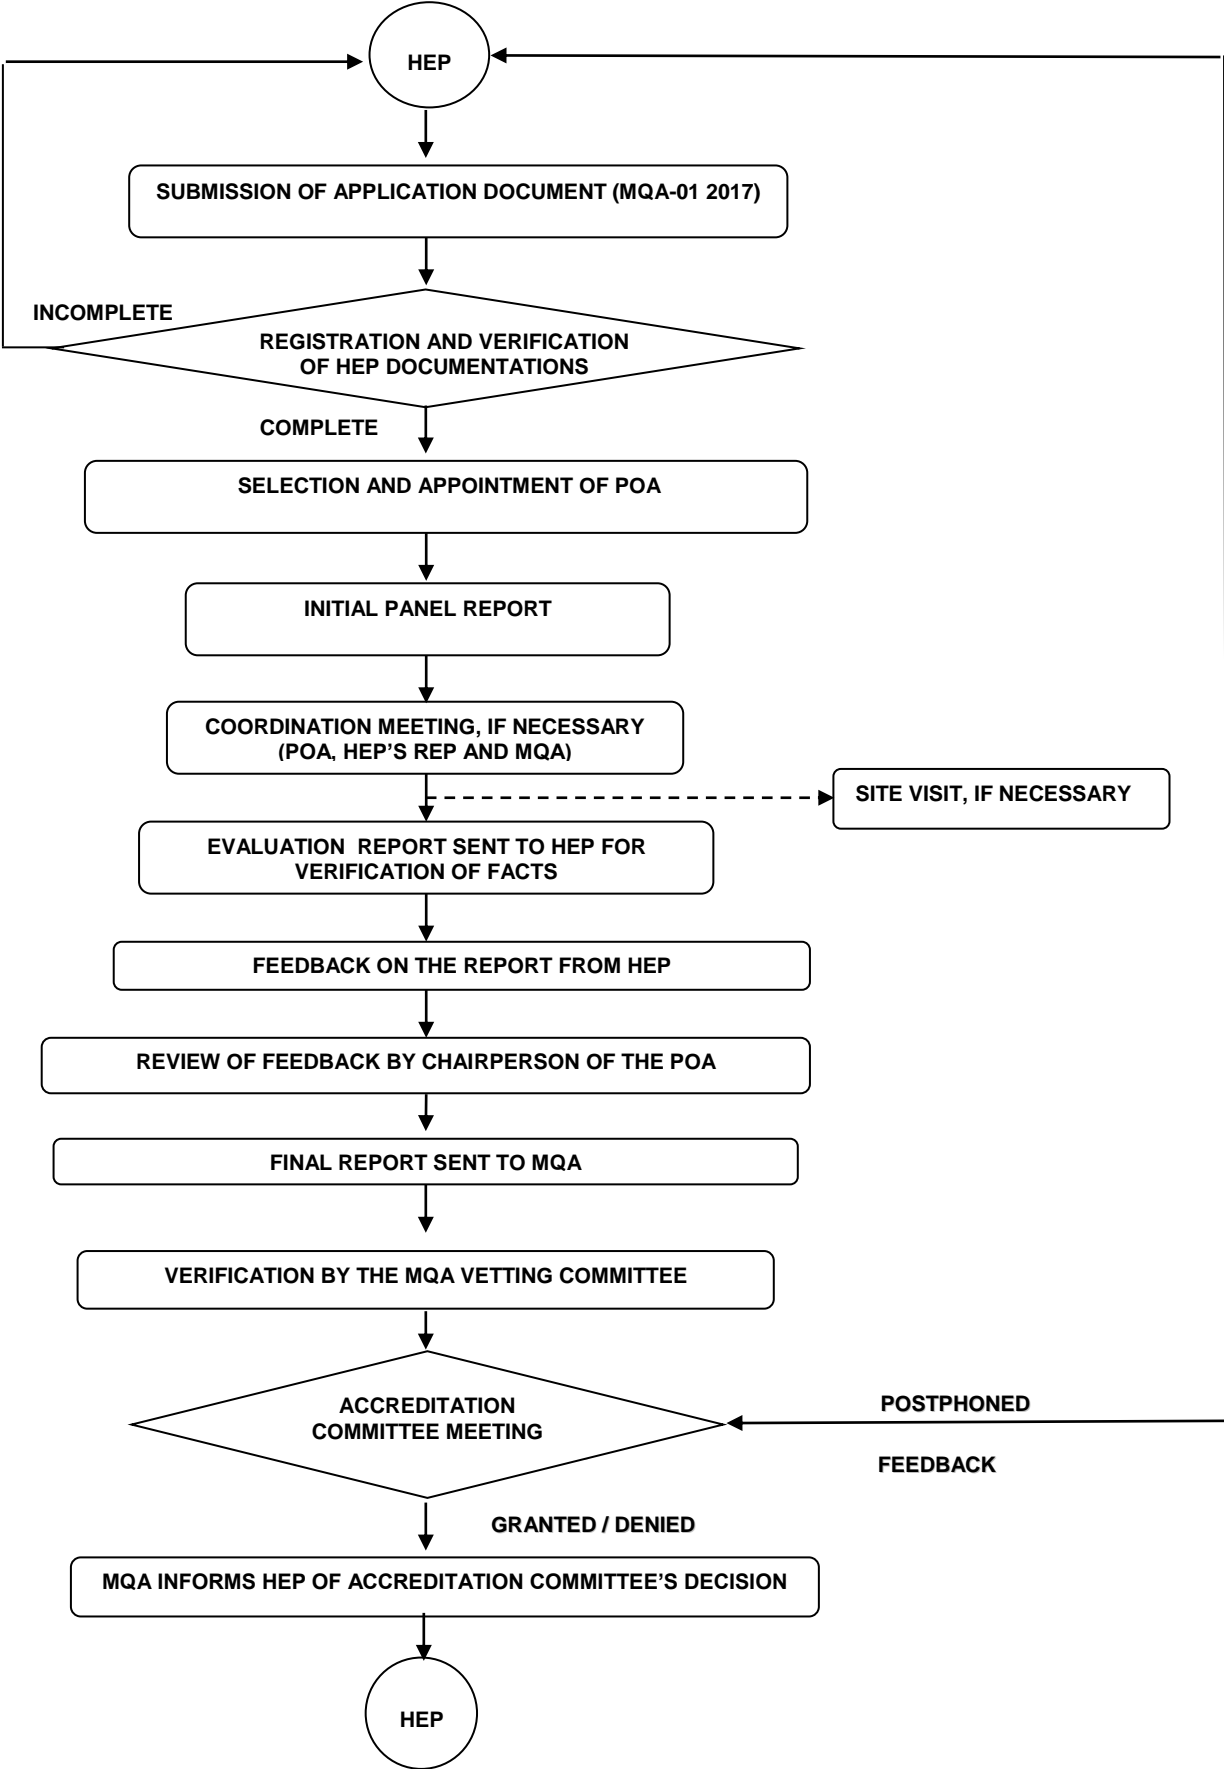 HEP
SUBMISSION OF APPLICATION DOCUMENT (MQA-01 2017)
INCOMPLETE
REGISTRATION AND VERIFICATION
OF HEP DOCUMENTATIONS
COMPLETE
SELECTION AND APPOINTMENT OF POA
INITIAL PANEL REPORT
COORDINATION MEETING, IF NECESSARY
(POA, HEP’S REP AND MQA)
SITE VISIT, IF NECESSARY
EVALUATION  REPORT SENT TO HEP FOR
VERIFICATION OF FACTS
FEEDBACK ON THE REPORT FROM HEP
REVIEW OF FEEDBACK BY CHAIRPERSON OF THE POA
FINAL REPORT SENT TO MQA
VERIFICATION BY THE MQA VETTING COMMITTEE
ACCREDITATION
COMMITTEE MEETING
POSTPHONED
FEEDBACK
GRANTED / DENIED
MQA INFORMS HEP OF ACCREDITATION COMMITTEE’S DECISION
HEP